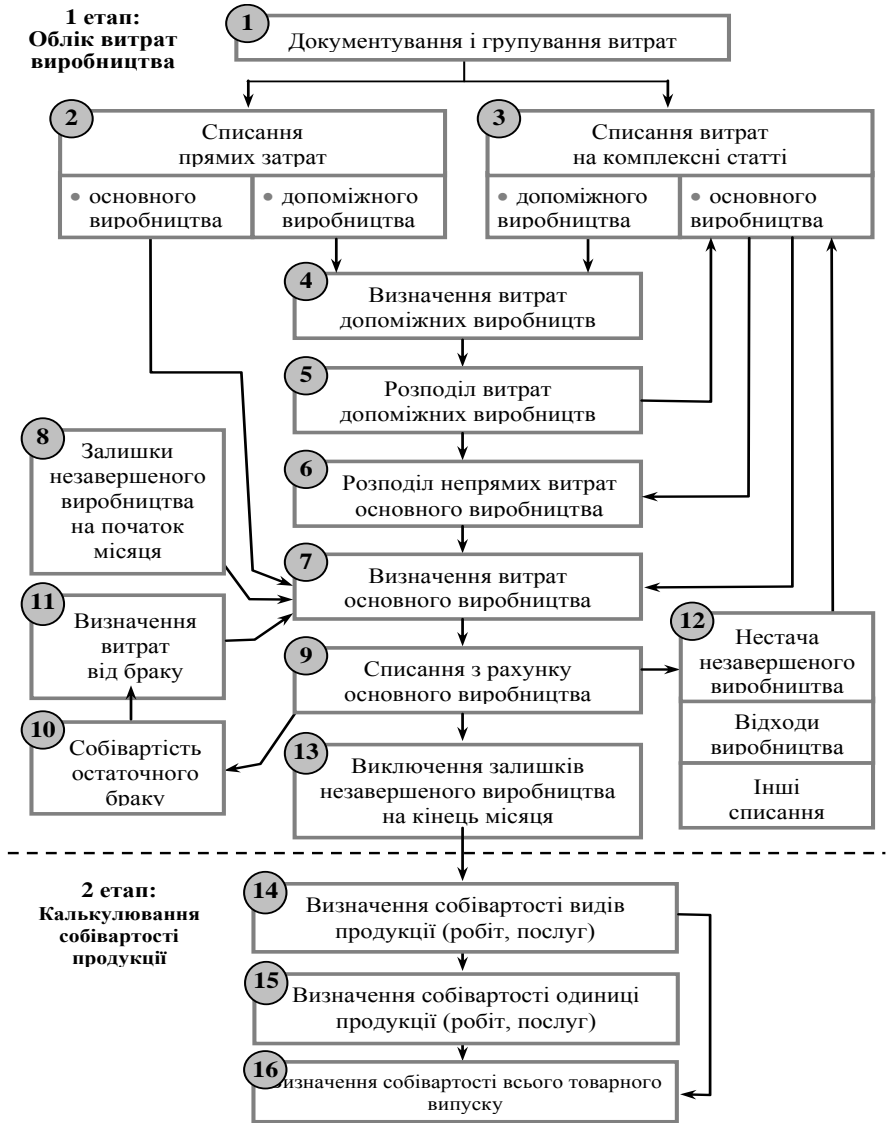 1 етап:
Облік витрат
виробництва
1
Документування і групування витрат
2
Списання
прямих затрат
• основного
виробництва
• допоміжного
виробництва
3
Списання витрат
на комплексні статті
• допоміжного
виробництва
• основного
виробництва
4
Визначення витрат
допоміжних виробництв
5
Розподіл витрат
допоміжних виробництв
8
Залишки
незавершеного
виробництва
на початок
місяця
6
Розподіл непрямих витрат
основного виробництва
7
Визначення витрат
основного виробництва
11
Визначення
витрат
від браку
9
Списання з рахунку
основного виробництва
12
Нестача
незавершеного
виробництва
Відходи
виробництва
Інші
списання
10
Собівартість
остаточного
браку
13
Виключення залишків
незавершеного виробництва
на кінець місяця
2 етап:
Калькулювання
собівартості
продукції
14
Визначення собівартості видів
продукції (робіт, послуг)
15
Визначення собівартості одиниці
продукції (робіт, послуг)
16
Визначення собівартості всього товарного
випуску